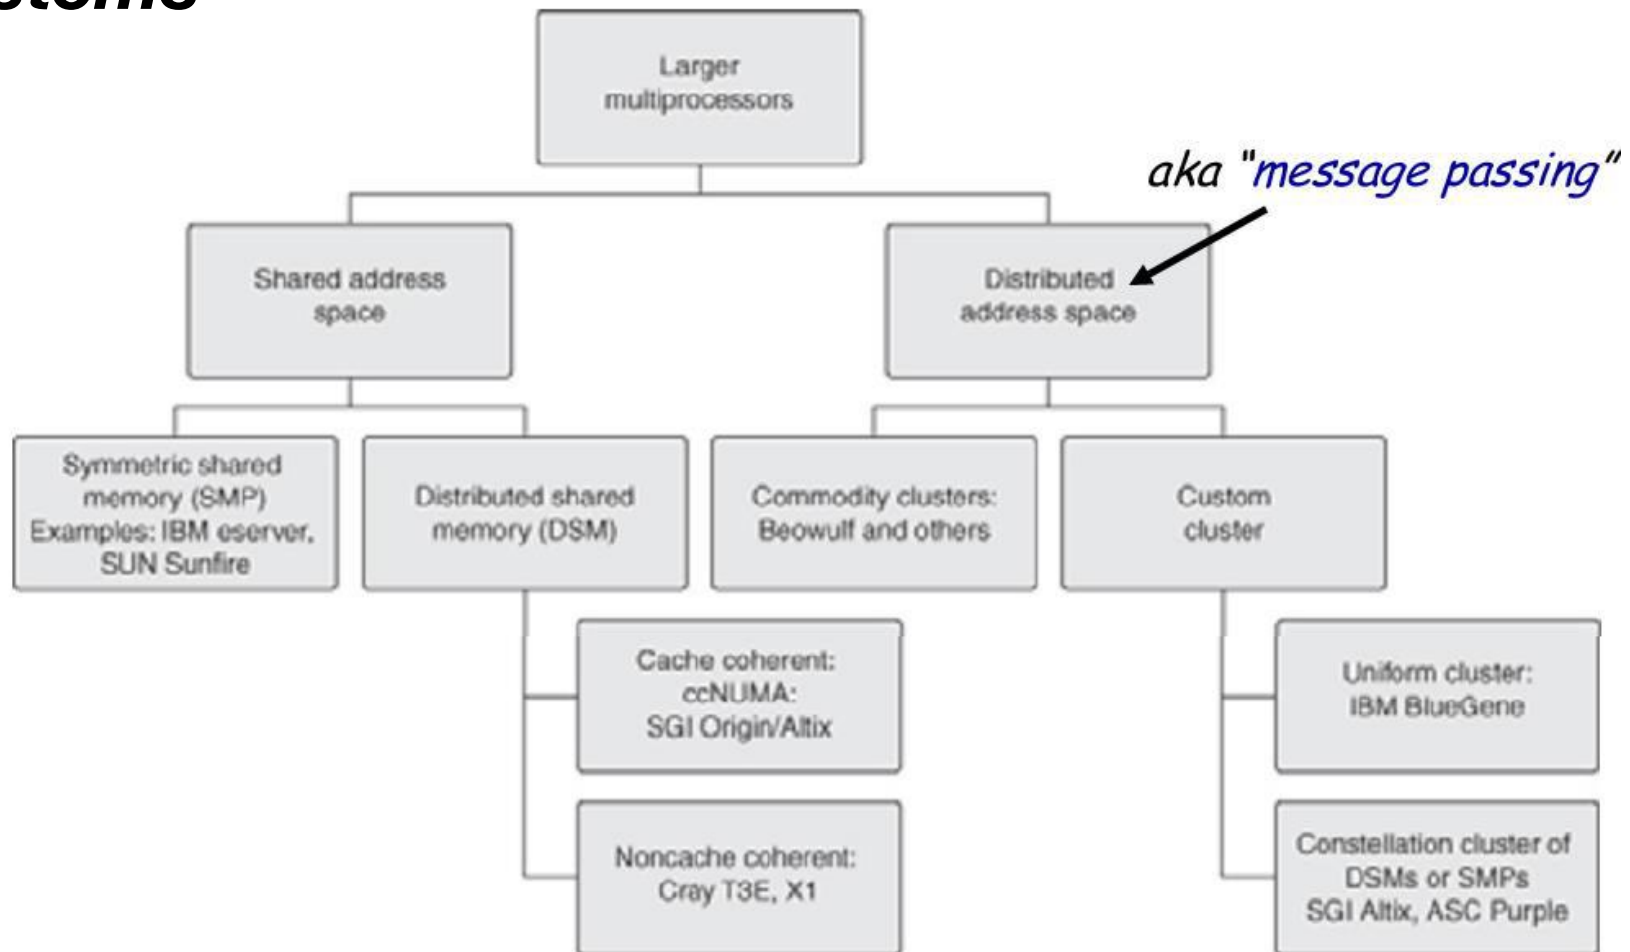 Larger
multiprocessors
aka "message passing"
Shared address
space
Distributed
address space
Symmetric shared
memory (SMP)
Examples: IBM eserver,
SUN Sunfire
Distributed shared
memory (DSM)
Commodity clusters:
Beowulf and others
Custom
cluster
Cache coherent:
ccNUMA:
SGI Origin/Altix
Uniform cluster:
IBM BlueGene
Noncache coherent:
Cray T3E, X1
Constellation cluster of
DSMs or SMPs
SGI Altix, ASC Purple